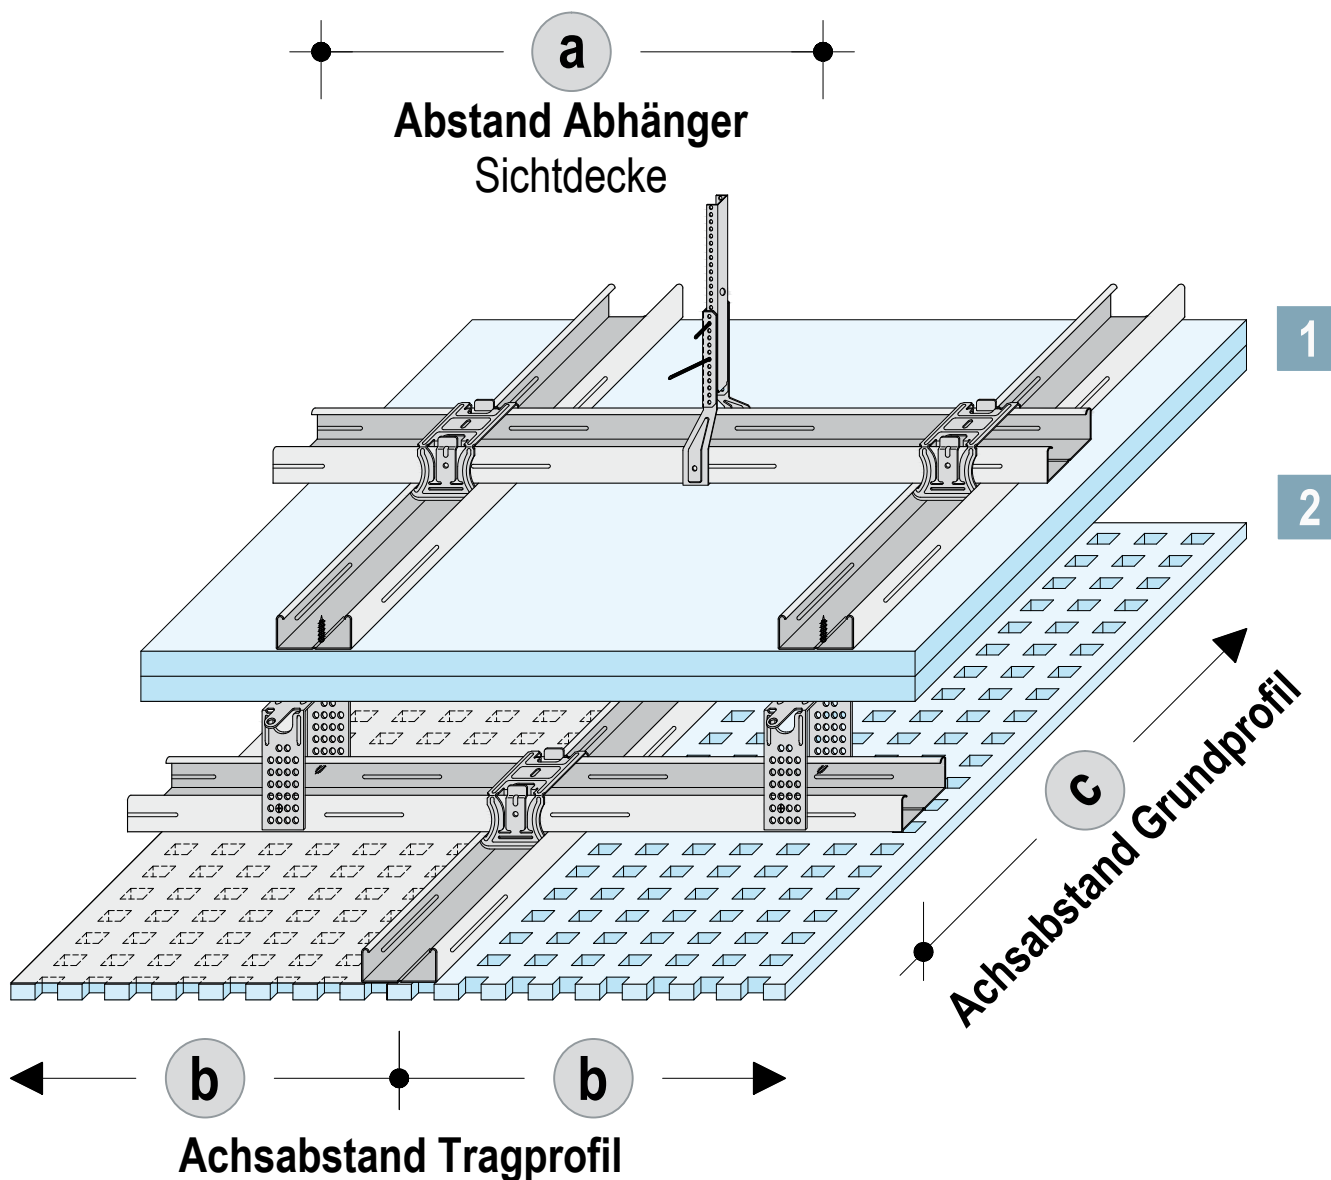 a
Abstand Abhänger
Sichtdecke
1
2
c
Achsabstand Grundprofil
b
b
Achsabstand Tragprofil